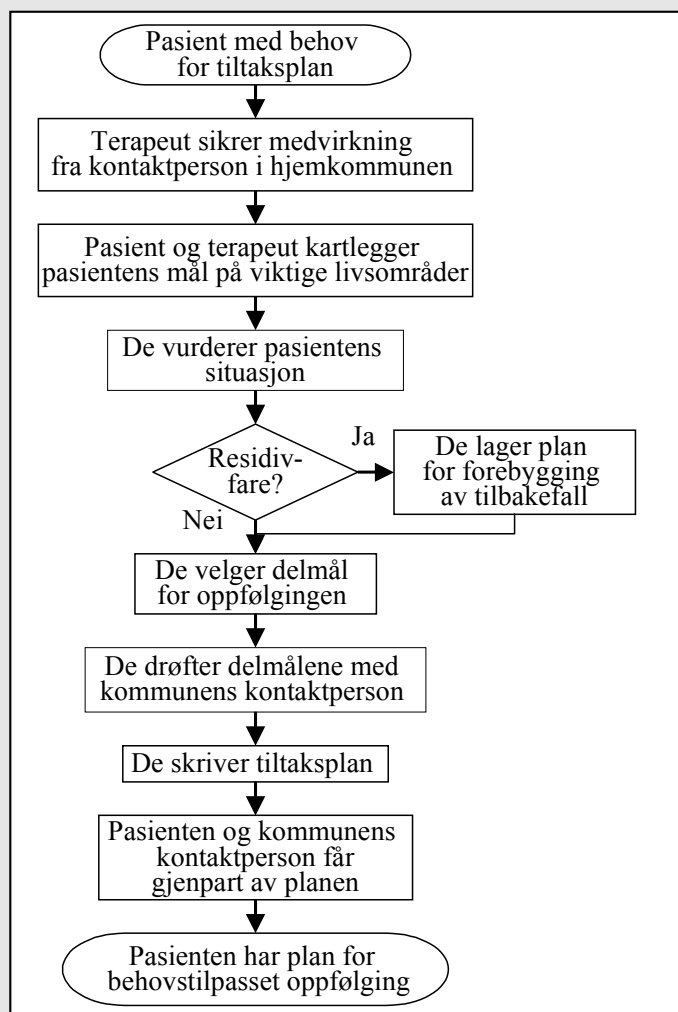 Pasient med behov
for tiltaksplan
Terapeut sikrer medvirkning
fra kontaktperson i hjemkommunen
Pasient og terapeut kartlegger
pasientens mål på viktige livsområder
De vurderer pasientens
situasjon
Residiv-
fare?
Ja
De lager plan
for forebygging
av tilbakefall
Nei
De velger delmål
for oppfølgingen
De drøfter delmålene med
kommunens kontaktperson
De skriver tiltaksplan
Pasienten og kommunens
kontaktperson får
gjenpart av planen
Pasienten har plan for
behovstilpasset oppfølging